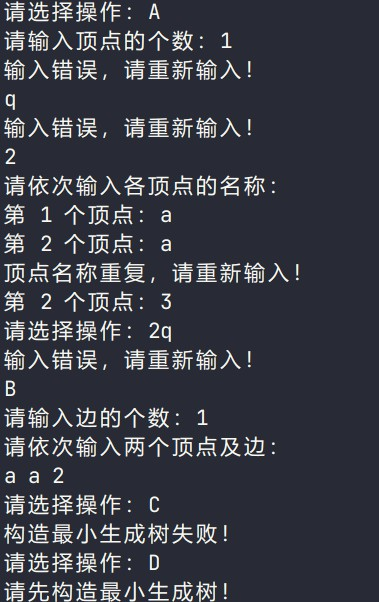 请选择操作：A
请输入顶点的个数：1
输入错误，请重新输入！
q
输入错误，请重新输入！
2
请依次输入各顶点的名称：
第 1 个顶点：a
第 2 个顶点：a
顶点名称重复，请重新输入！
第 2 个顶点：3
请选择操作：2q
输入错误，请重新输入！
B
请输入边的个数：1
请依次输入两个顶点及边：
a a 2
请选择操作：C
构造最小生成树失败！
请选择操作：D
请先构造最小生成树！